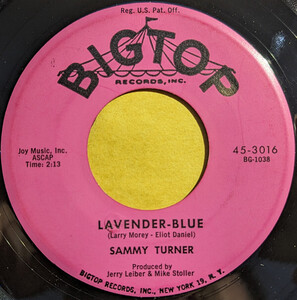 Reg. U.S. Pat. Off.
BIGTOP
RECORDS, INC.
Joy Music, Inc.
ASCAP
Time: 2:13
45-3016
BG-1038
LAVENDER-BLUE
(Larry Morey - Eliot Daniel)
SAMMY TURNER
Produced by
Jerry Leiber & Mike Stoller
BIGTOP RECORDS, INC., NEW YORK 19, N. Y.